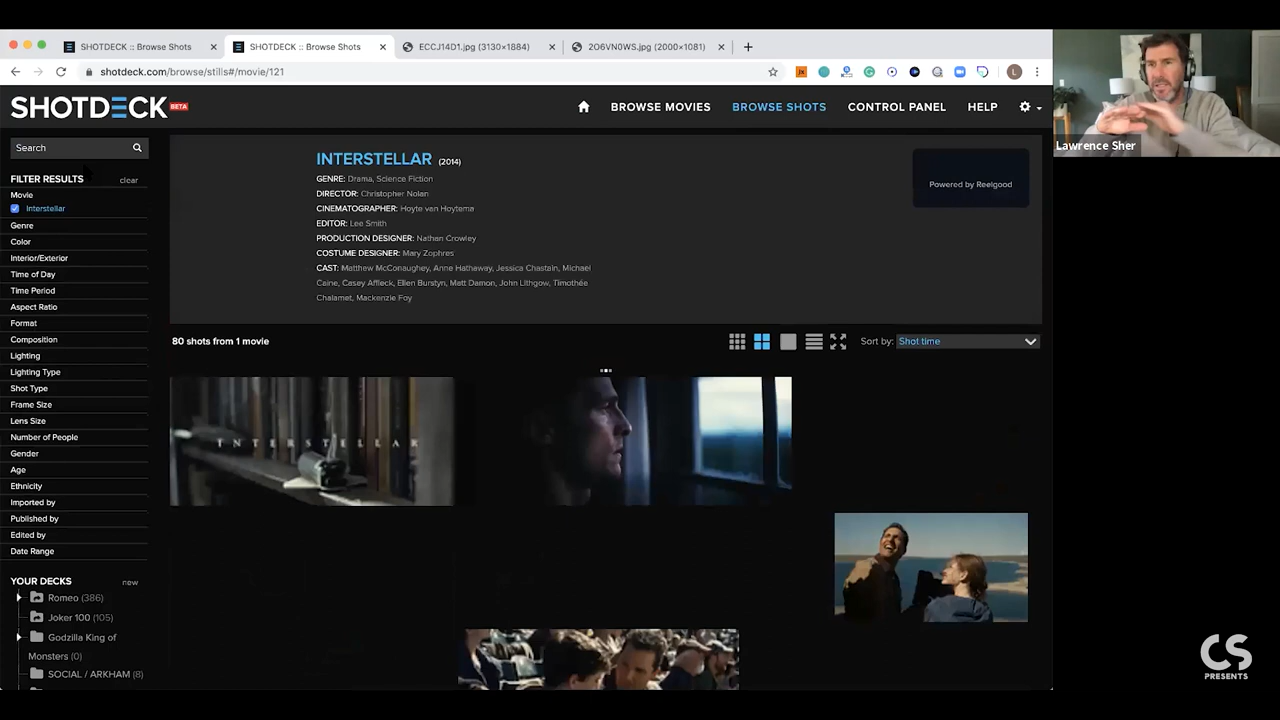 SHOTDECK :: Browse Shots
SHOTDECK :: Browse Shots
ECCJ14D1.jpg (3130×1884)
2O6VN0WS.jpg (2000×1081)
shotdeck.com/browse/stills#/movie/121
L
SHOTDECK BETA
BROWSE MOVIES
BROWSE SHOTS
CONTROL PANEL
HELP
Lawrence Sher
Search
FILTER RESULTS
clear
Movie
Interstellar
Genre
Color
Interior/Exterior
Time of Day
Time Period
Aspect Ratio
Format
Composition
Lighting
Lighting Type
Shot Type
Frame Size
Lens Size
Number of People
Gender
Age
Ethnicity
Imported by
Published by
Edited by
Date Range
YOUR DECKS
new
Romeo (386)
Joker 100 (105)
Godzilla King of
Monsters (0)
SOCIAL / ARKHAM (8)
INTERSTELLAR (2014)
GENRE: Drama, Science Fiction
DIRECTOR: Christopher Nolan
CINEMATOGRAPHER: Hoyte van Hoytema
EDITOR: Lee Smith
PRODUCTION DESIGNER: Nathan Crowley
COSTUME DESIGNER: Mary Zophres
CAST: Matthew McConaughey, Anne Hathaway, Jessica Chastain, Michael
Caine, Casey Affleck, Ellen Burstyn, Matt Damon, John Lithgow, Timothée
Chalamet, Mackenzie Foy
Powered by Reelgood
80 shots from 1 movie
Sort by:
Shot time
INTERSTELLAR
CS
PRESENTS